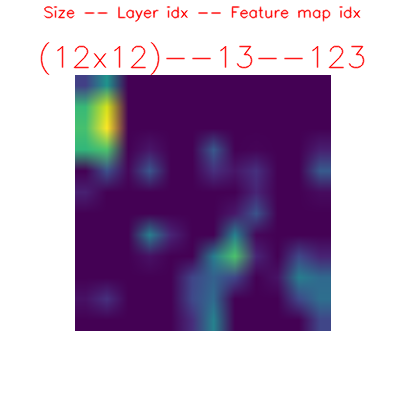 Size -- Layer idx -- Feature map idx
(12x12)--13--123